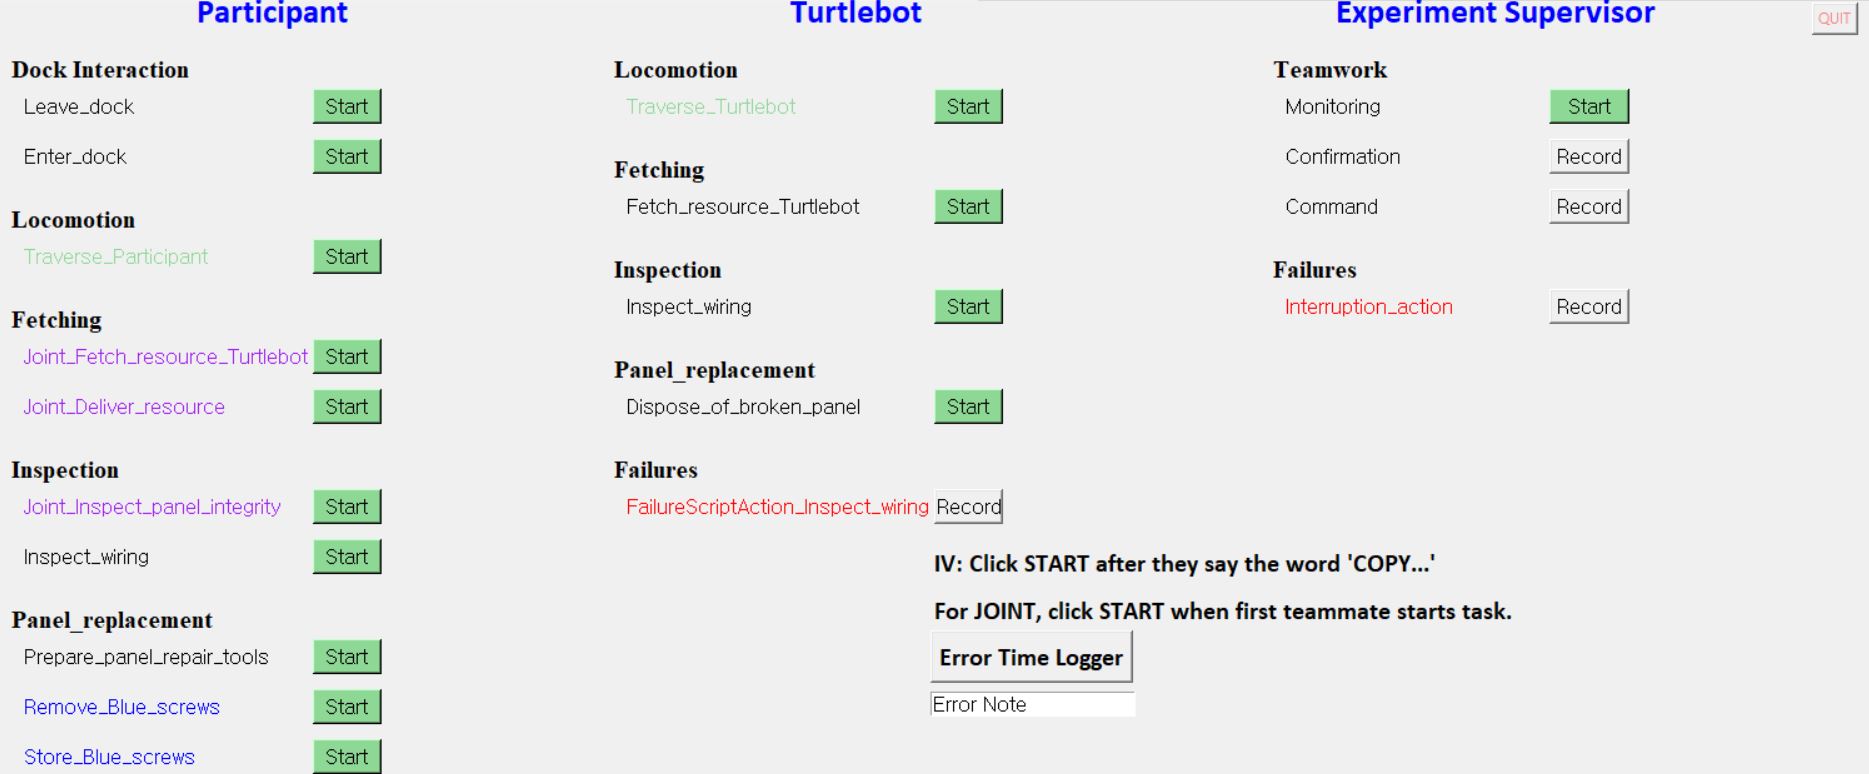 Participant
Dock Interaction
Leave_dock Start
Enter_dock Start
Locomotion
Traverse_Participant Start
Fetching
Joint_Fetch_resource_Turtlebot Start
Joint_Deliver_resource Start
Inspection
Joint_Inspect_panel_integrity Start
Inspect_wiring Start
Panel_replacement
Prepare_panel_repair_tools Start
Remove_Blue_screws Start
Store_Blue_screws Start
Turtlebot
Locomotion
Traverse_Turtlebot Start
Fetching
Fetch_resource_Turtlebot Start
Inspection
Inspect_wiring Start
Panel_replacement
Dispose_of_broken_panel Start
Failures
FailureScriptAction_Inspect_wiring Record
IV: Click START after they say the word 'COPY...'
For JOINT, click START when first teammate starts task.
Error Time Logger
Error Note
Experiment Supervisor
QUIT
Teamwork
Monitoring Start
Confirmation Record
Command Record
Failures
Interruption_action Record